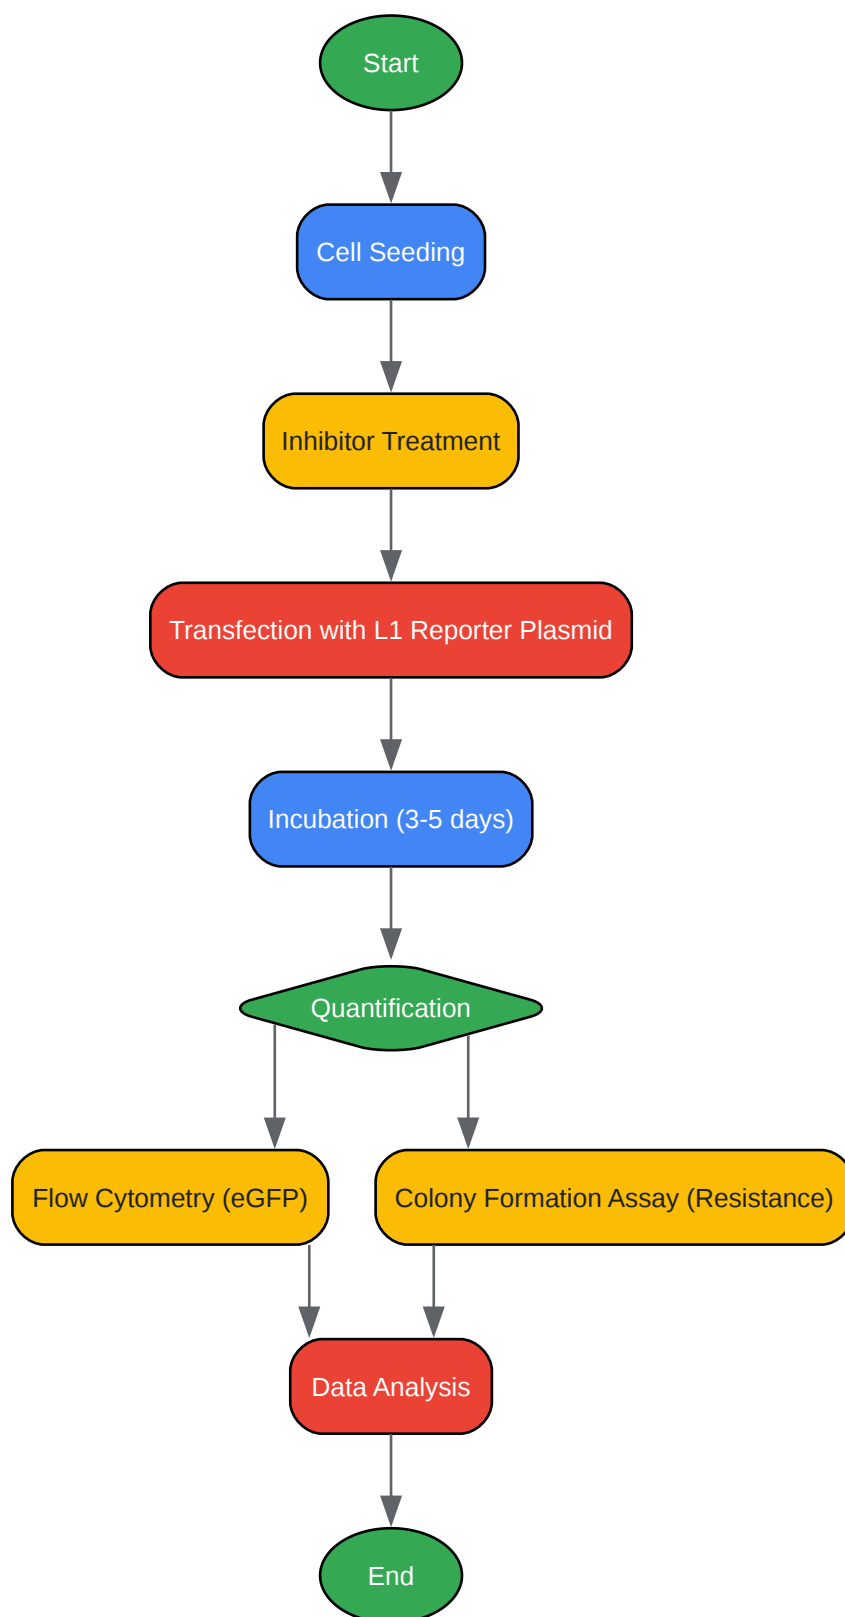 Start
Cell Seeding
Inhibitor Treatment
Transfection with L1 Reporter Plasmid
Incubation (3-5 days)
Quantification
Flow Cytometry (eGFP)
Colony Formation Assay (Resistance)
Data Analysis
End